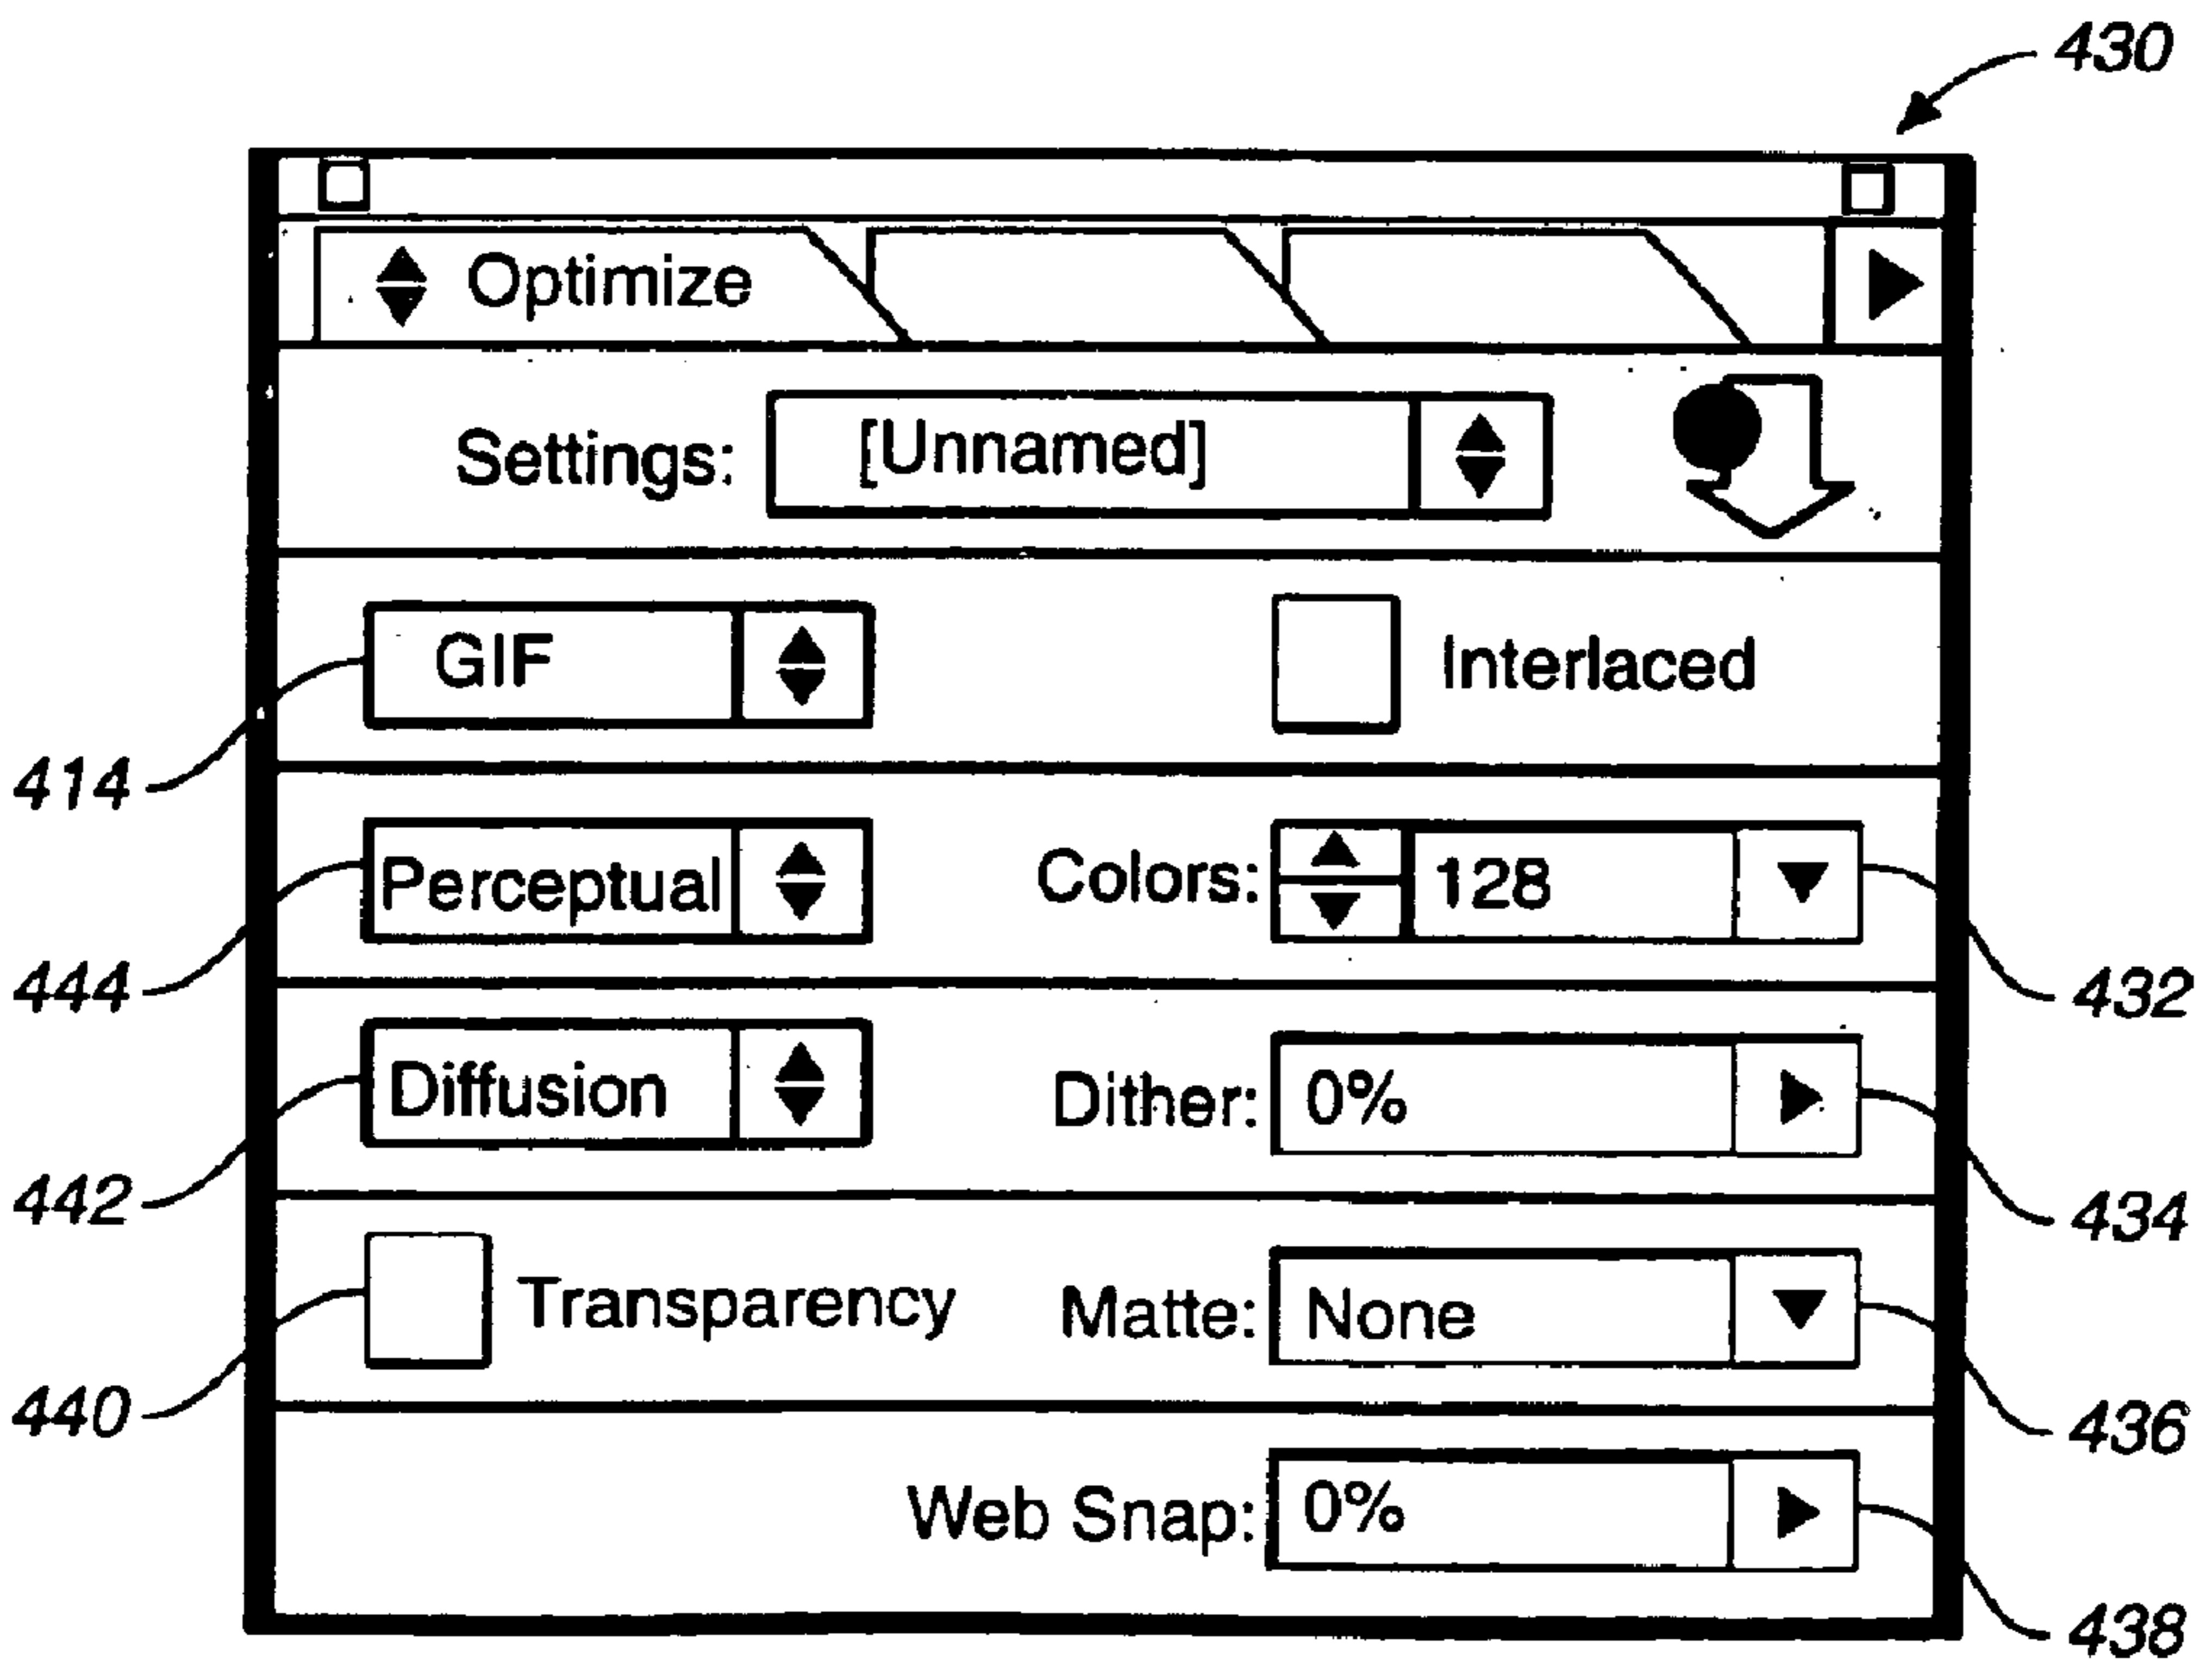 430
Optimize
Settings: [Unnamed]
GIF Interlaced
414
Perceptual Colors: 128
444 432
Diffusion Dither: 0%
442 434
Transparency Matte: None
440 436
Web Snap: 0%
438